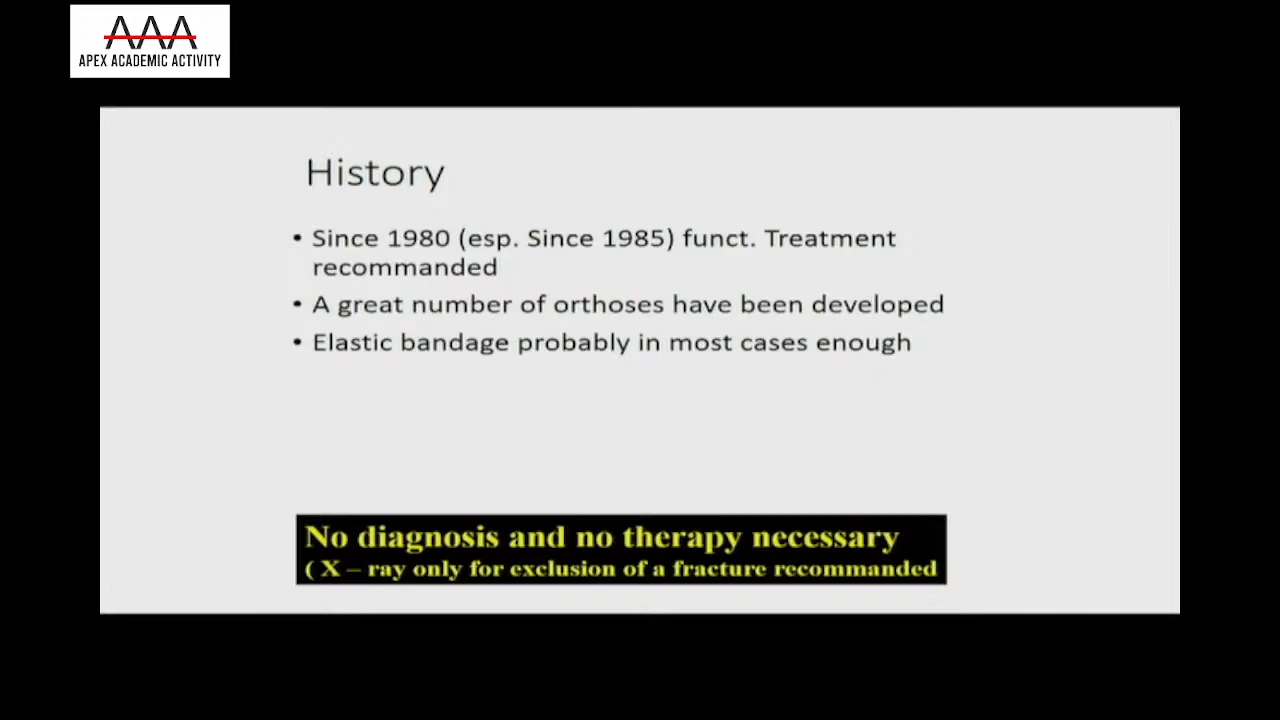 AAA
APEX ACADEMIC ACTIVITY
History
• Since 1980 (esp. Since 1985) funct. Treatment
recommanded
• A great number of orthoses have been developed
• Elastic bandage probably in most cases enough
No diagnosis and no therapy necessary
( X – ray only for exclusion of a fracture recommanded